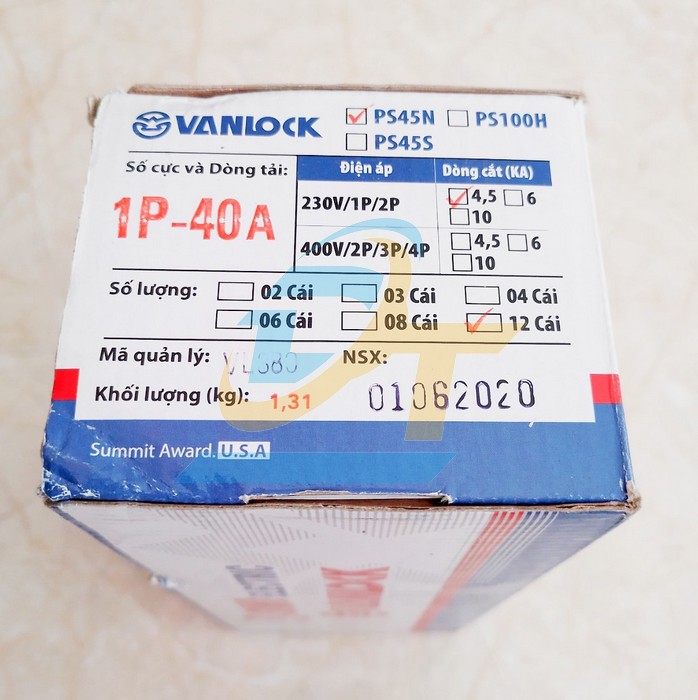 VANLOCK PS45N PS100H
PS45S
Số cực và Dòng tải: Điện áp Dòng cắt (KA)
1P-40A 230V/1P/2P 4,5 6
10
400V/2P/3P/4P 4,5 6
10
Số lượng: 02 Cái 03 Cái 04 Cái
06 Cái 08 Cái 12 Cái
Mã quản lý: NSX:
Khối lượng (kg): 1,31 01062020
Summit Award. U.S.A
DT